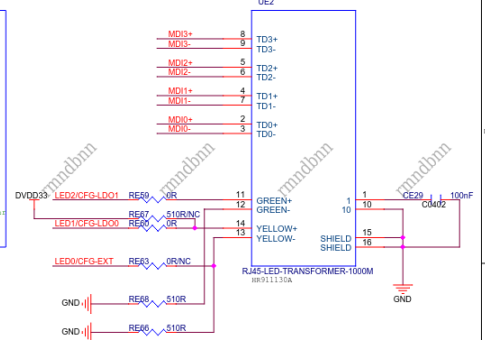 UE2
MDI3+ 8 TD3+
MDI3- 9 TD3-
MDI2+ 5 TD2+
MDI2- 6 TD2-
MDI1+ 4 TD1+
MDI1- 7 TD1-
MDI0+ 2 TD0+
MDI0- 3 TD0-
rmndbnn rmndbnn rmndbnn rmndbnn
DVDD33 LED2/CFG-LDO1 RE59 0R 11 GREEN+ 1 1 CE29 100nF
12 GREEN- 10 10 C0402
RE67 510R/NC
LED1/CFG-LDO0 RE60 0R 14 YELLOW+
13 YELLOW- SHIELD 15
SHIELD 16
LED0/CFG-EXT RE63 0R/NC
RJ45-LED-TRANSFORMER-1000M
HR911130A
GND RE68 510R
GND
GND RE66 510R